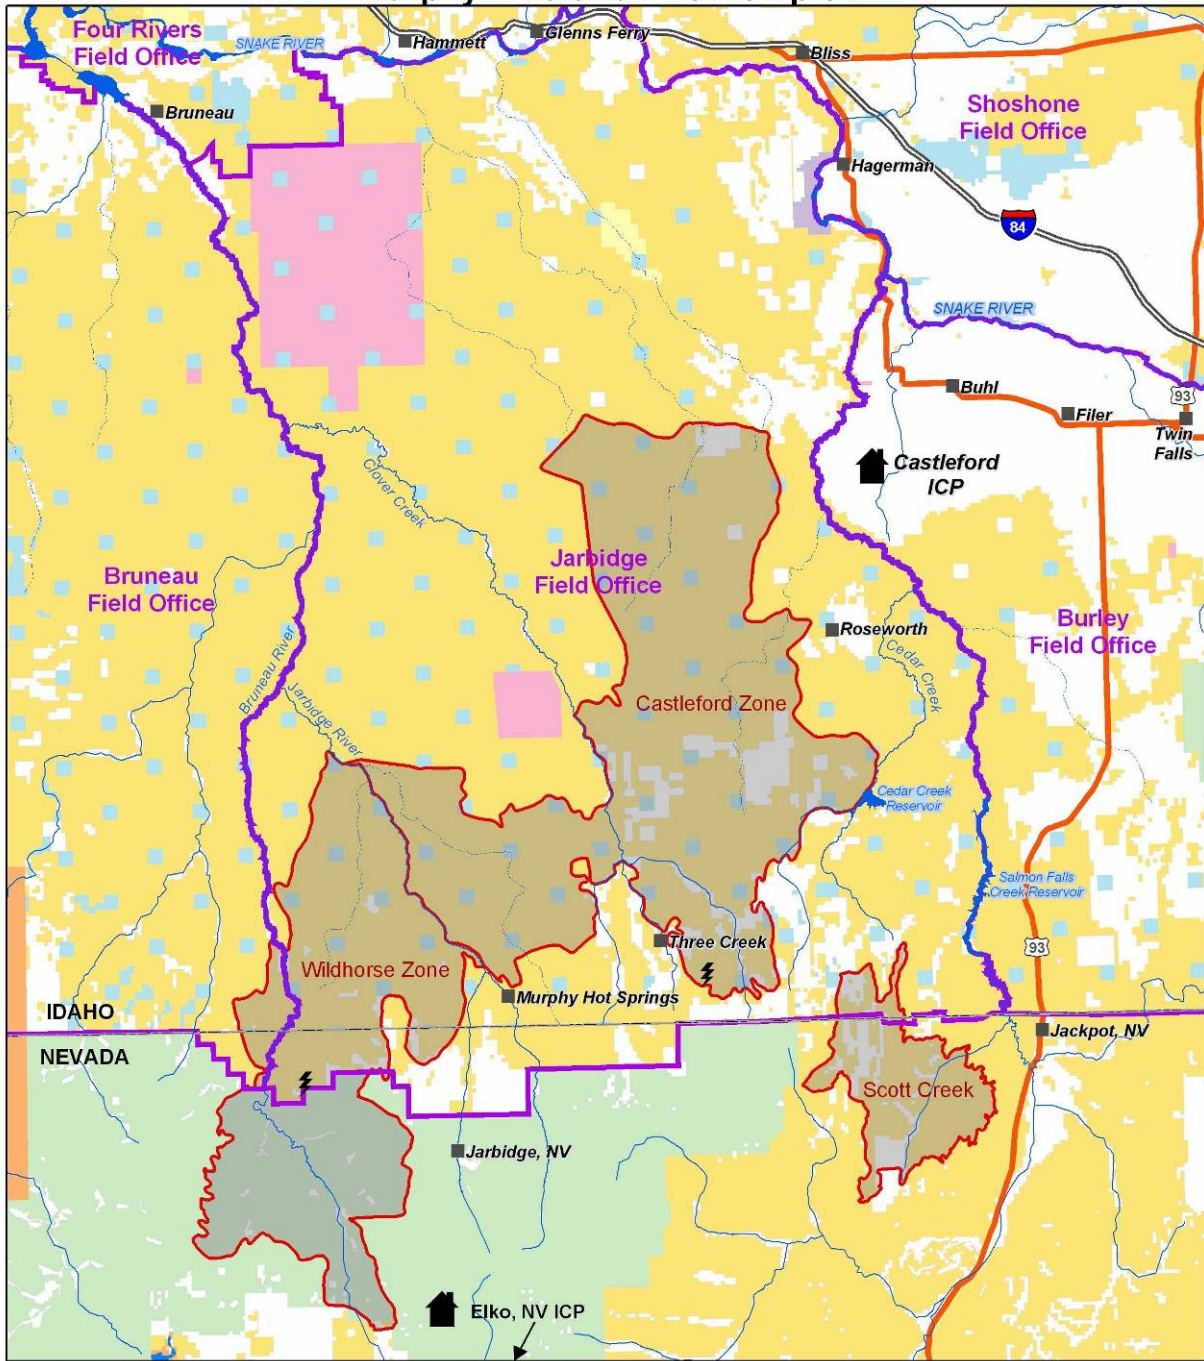 Four Rivers
Field Office
SNAKE RIVER
Hammett
Glenns Ferry
Bliss
Bruneau
Shoshone
Field Office
Hagerman
84
SNAKE RIVER
Buhl
Filer
93
Twin
Falls
Castleford
ICP
Clover Creek
Jarbidge
Field Office
Bruneau
Field Office
Roseworth
Burley
Field Office
Cedar Creek
Bruneau River
Jarbidge River
Castleford Zone
Cedar Creek
Reservoir
Salmon Falls
Creek Reservoir
93
Three Creek
Wildhorse Zone
Murphy Hot Springs
IDAHO
NEVADA
Jackpot, NV
Scott Creek
Jarbidge, NV
Elko, NV ICP